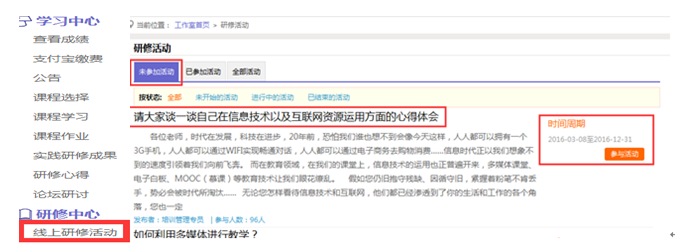 学习中心
查看成绩
支付宝缴费
公告
课程选择
课程学习
课程作业
实践研修成果
研修心得
论坛研讨
研修中心
线上研修活动
当前位置： 工作室首页 > 研修活动
研修活动
未参加活动 已参加活动 全部活动
按状态: 全部 未开始的活动 进行中的活动 已结束的活动
请大家谈一谈自己在信息技术以及互联网资源运用方面的心得体会
各位老师，时代在发展，科技在进步，20年前，恐怕我们谁也想不到会像今天这样，人人都可以拥有一个
3G手机，人人都可以通过WIFI实现畅通对话，人人都可以通过电子商务去购物消费......信息时代正以我们想象不
到的速度引领着我们向前飞奔。 而在教育领域，在我们的课堂上，信息技术的运用也正普遍开来，多媒体课堂、
电子白板、MOOC（慕课）等教育技术让我们眼花缭乱。 假如您仍旧抱守残缺、因循守旧，紧握着粉笔不肯丢
手，势必会被时代所淘汰...... 无论您怎样看待信息技术和互联网，他们都已经渗透到了你的生活和工作的各个角
落，您也一定
发布者：培训管理专员 | 参与人数：96人
时间周期
2016-03-08至2016-12-31
参与活动
如何利用多媒体进行教学？